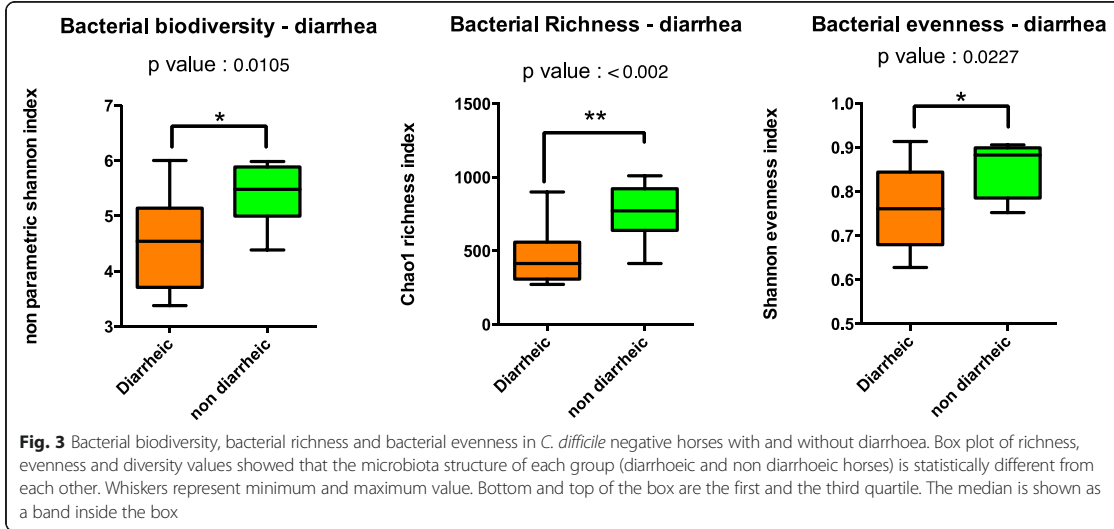 Bacterial biodiversity - diarrhea
p value : 0.0105
non parametric shannon index
7
6
5
4
3
*
Diarrheic
non diarrheic
Bacterial Richness - diarrhea
p value : <0.002
Chao1 richness index
1500
1000
500
0
**
Diarrheic
non diarrheic
Bacterial evenness - diarrhea
p value : 0.0227
Shannon evenness index
1.0
0.9
0.8
0.7
0.6
0.5
*
Diarrheic
non diarrheic
Fig. 3 Bacterial biodiversity, bacterial richness and bacterial evenness in C. difficile negative horses with and without diarrhoea. Box plot of richness,
evenness and diversity values showed that the microbiota structure of each group (diarrhoeic and non diarrhoeic horses) is statistically different from
each other. Whiskers represent minimum and maximum value. Bottom and top of the box are the first and the third quartile. The median is shown as
a band inside the box